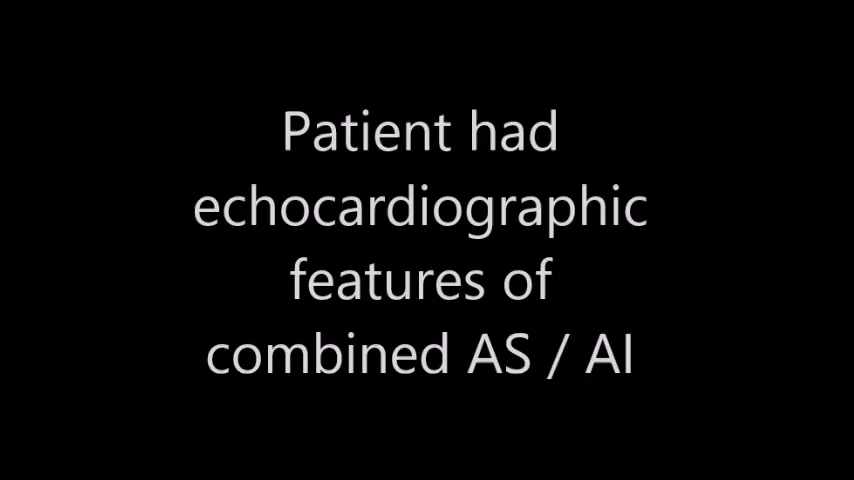 Patient had
echocardiographic
features of
combined AS / AI